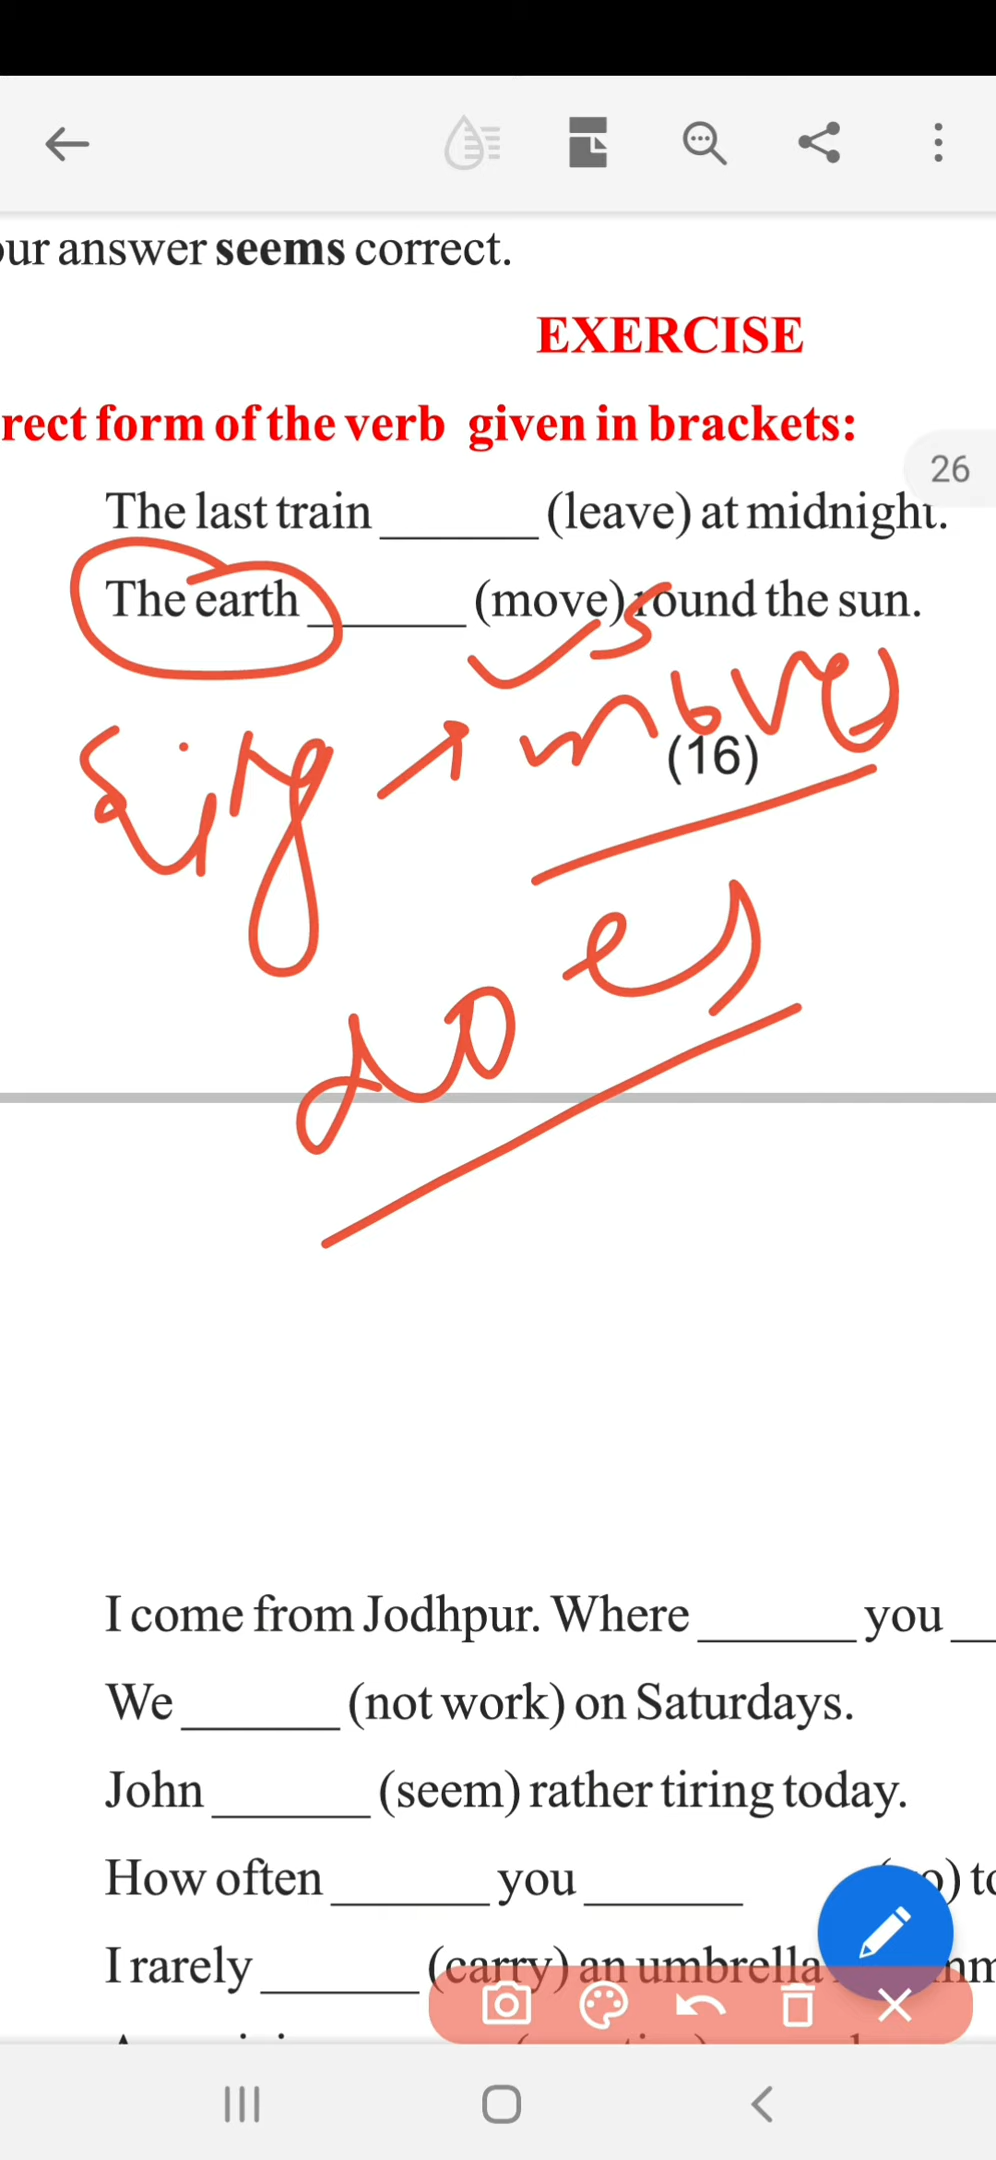 our answer seems correct.
EXERCISE
rect form of the verb given in brackets:
26
The last train ______ (leave) at midnight.
The earth ______ (move) round the sun.
s
Sing → moves
(16)
does
I come from Jodhpur. Where ______ you __
We ______ (not work) on Saturdays.
John ______ (seem) rather tiring today.
How often ______ you ______ o) to
I rarely ______ (carry) an umbrella